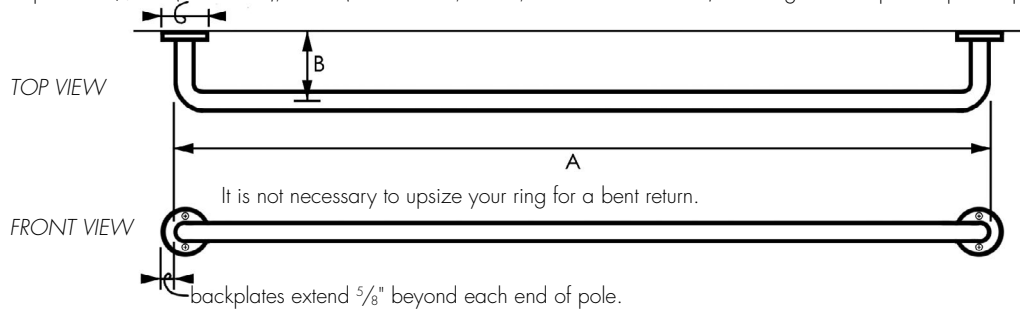 C
B
TOP VIEW
A
It is not necessary to upsize your ring for a bent return.
FRONT VIEW
backplates extend 5/8" beyond each end of pole.